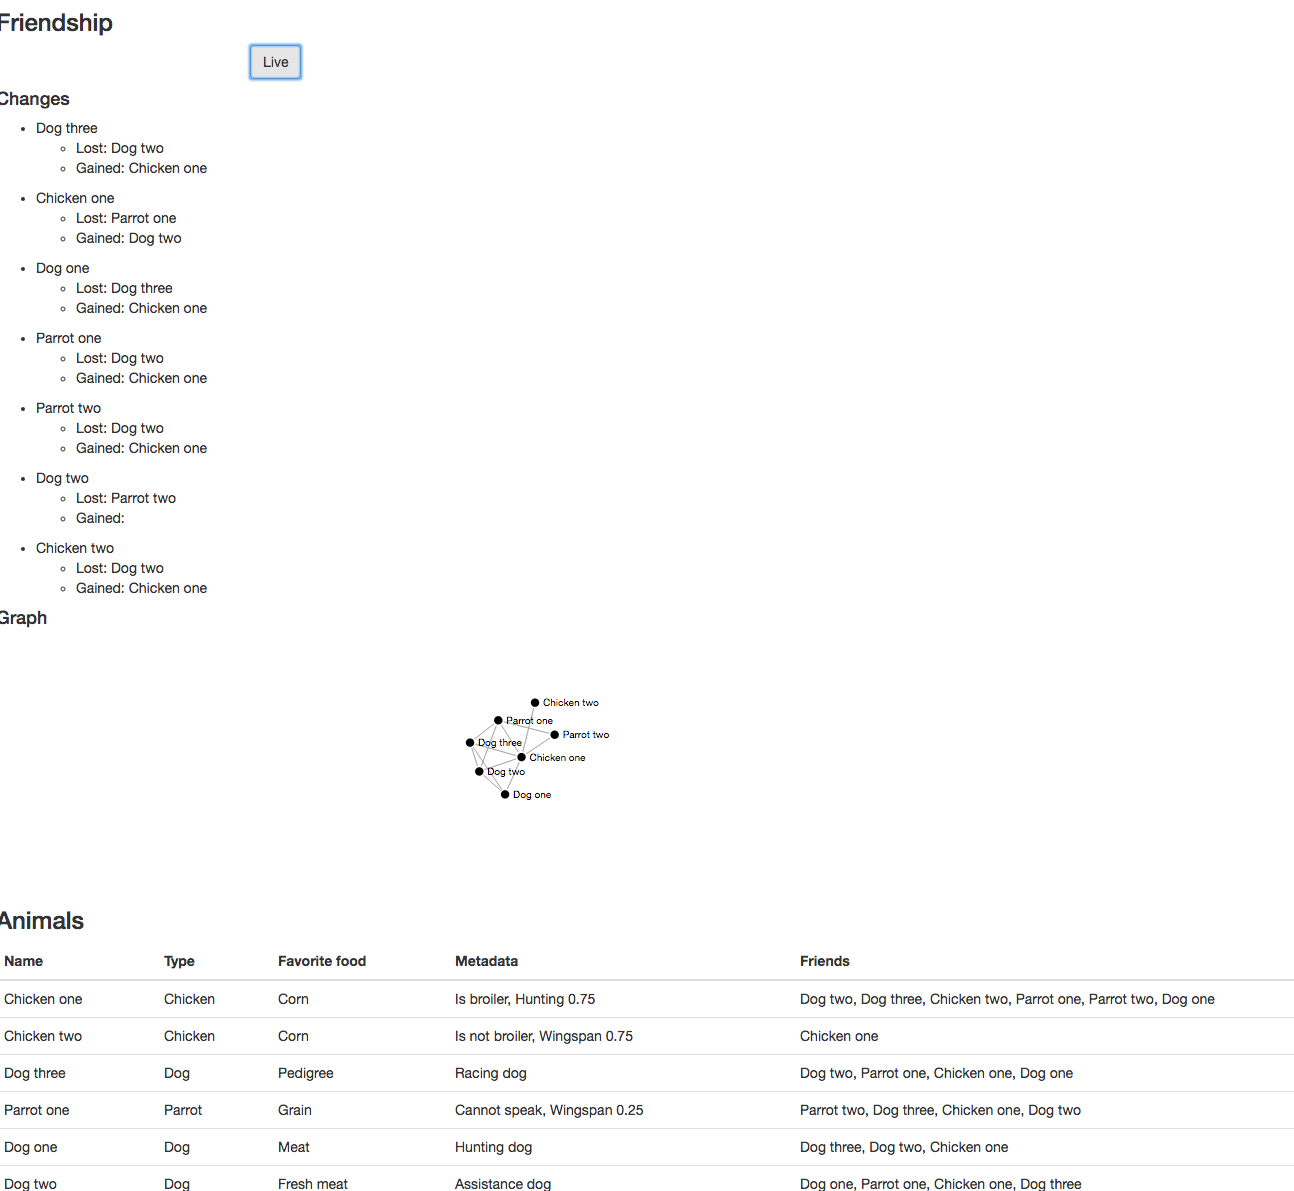 Friendship
Live
Changes
Dog three
Lost: Dog two
Gained: Chicken one
Chicken one
Lost: Parrot one
Gained: Dog two
Dog one
Lost: Dog three
Gained: Chicken one
Parrot one
Lost: Dog two
Gained: Chicken one
Parrot two
Lost: Dog two
Gained: Chicken one
Dog two
Lost: Parrot two
Gained:
Chicken two
Lost: Dog two
Gained: Chicken one
Graph
Chicken two
Parrot one
Parrot two
Dog three
Chicken one
Dog two
Dog one
Animals
Name Type Favorite food Metadata Friends
Chicken one Chicken Corn Is broiler, Hunting 0.75 Dog two, Dog three, Chicken two, Parrot one, Parrot two, Dog one
Chicken two Chicken Corn Is not broiler, Wingspan 0.75 Chicken one
Dog three Dog Pedigree Racing dog Dog two, Parrot one, Chicken one, Dog one
Parrot one Parrot Grain Cannot speak, Wingspan 0.25 Parrot two, Dog three, Chicken one, Dog two
Dog one Dog Meat Hunting dog Dog three, Dog two, Chicken one
Dog two Dog Fresh meat Assistance dog Dog one, Parrot one, Chicken one, Dog three